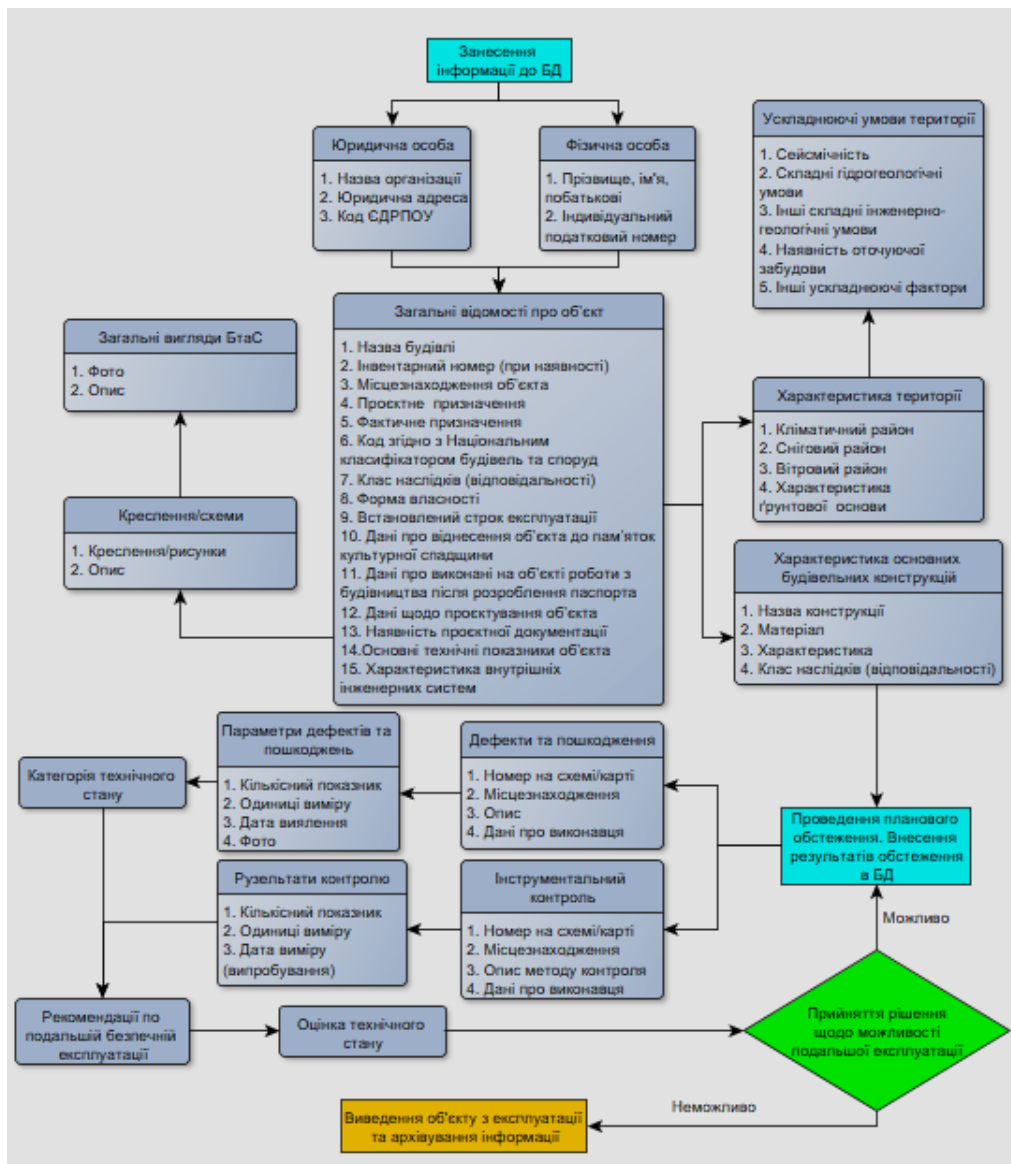 Занесення
інформації до БД
Юридична особа
1. Назва організації
2. Юридична адреса
3. Код ЄДРПОУ
Фізична особа
1. Прізвище, ім'я,
побатькові
2. Індивідуальний
податковий номер
Ускладнюючі умови території
1. Сейсмічність
2. Складні гідрогеологічні
умови
3. Інші складні інженерно-
геологічні умови
4. Наявність оточуючої
забудови
5. Інші ускладнюючі фактори
Загальні відомості про об'єкт
1. Назва будівлі
2. Інвентарний номер (при наявності)
3. Місцезнаходження об'єкта
4. Проєктне призначення
5. Фактичне призначення
6. Код згідно з Національним
класифікатором будівель та споруд
7. Клас наслідків (відповідальності)
8. Форма власності
9. Встановлений строк експлуатації
10. Дані про віднесення об'єкта до пам'яток
культурної спадщини
11. Дані про виконані на об'єкті роботи з
будівництва після розроблення паспорта
12. Дані щодо проєктування об'єкта
13. Наявність проєктної документації
14.Основні технічні показники об'єкта
15. Характеристика внутрішніх
інженерних систем
Загальні вигляди БтаС
1. Фото
2. Опис
Креслення/схеми
1. Креслення/рисунки
2. Опис
Характеристика території
1. Кліматичний район
2. Сніговий район
3. Вітровий район
4. Характеристика
ґрунтової основи
Характеристика основних
будівельних конструкцій
1. Назва конструкції
2. Матеріал
3. Характеристика
4. Клас наслідків (відповідальності)
Параметри дефектів та
пошкоджень
1. Кількісний показник
2. Одиниці виміру
3. Дата виялення
4. Фото
Дефекти та пошкодження
1. Номер на схемі/карті
2. Місцезнаходження
3. Опис
4. Дані про виконавця
Категорія технічного
стану
Проведення планового
обстеження. Внесення
результатів обстеження
в БД
Рузельтати контролю
1. Кількісний показник
2. Одиниці виміру
3. Дата виміру
(випробування)
Інструментальний
контроль
1. Номер на схемі/карті
2. Місцезнаходження
3. Опис методу контроля
4. Дані про виконавця
Можливо
Рекомендації по
подальшій безпечній
експлуатації
Оцінка технічного
стану
Прийняття рішення
щодо можливості
подальшої експлуатації
Неможливо
Виведення об'єкту з експлуатації
та архівування інформації